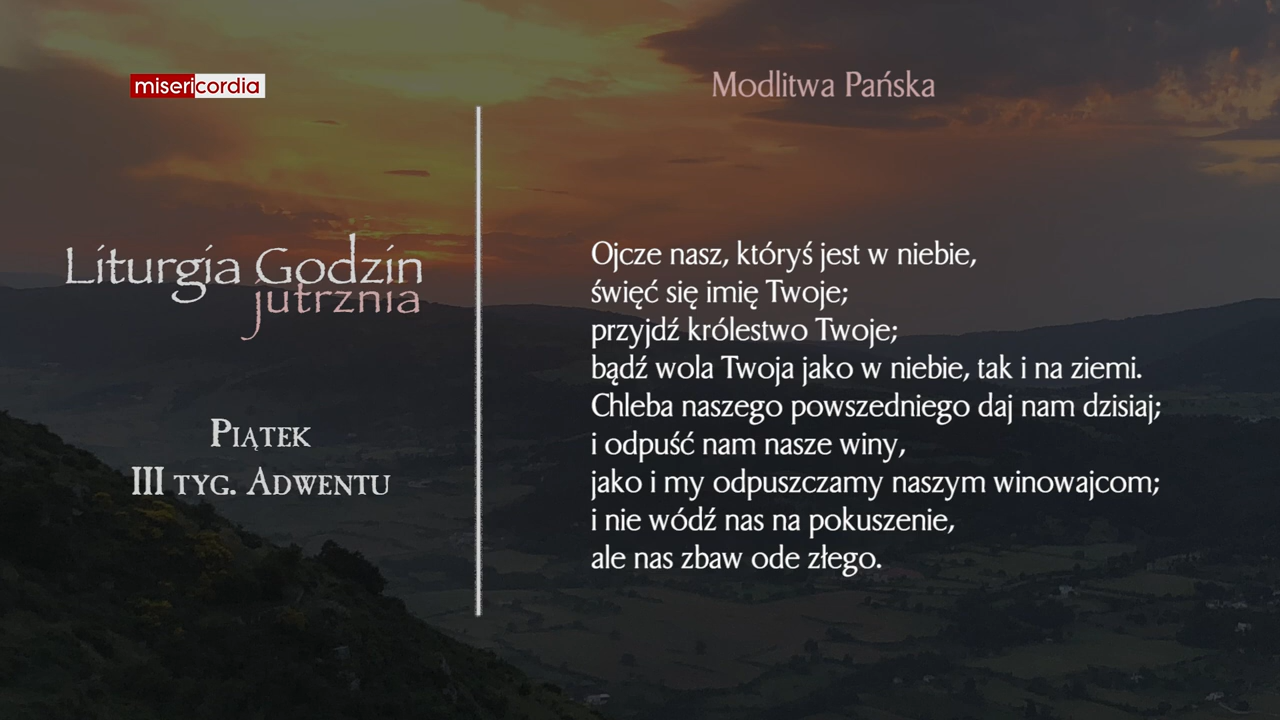 misericordia
Liturgia Godzin
jutrznia
Piątek
III tyg. Adwentu
Modlitwa Pańska
Ojcze nasz, któryś jest w niebie,
święć się imię Twoje;
przyjdź królestwo Twoje;
bądź wola Twoja jako w niebie, tak i na ziemi.
Chleba naszego powszedniego daj nam dzisiaj;
i odpuść nam nasze winy,
jako i my odpuszczamy naszym winowajcom;
i nie wódź nas na pokuszenie,
ale nas zbaw ode złego.